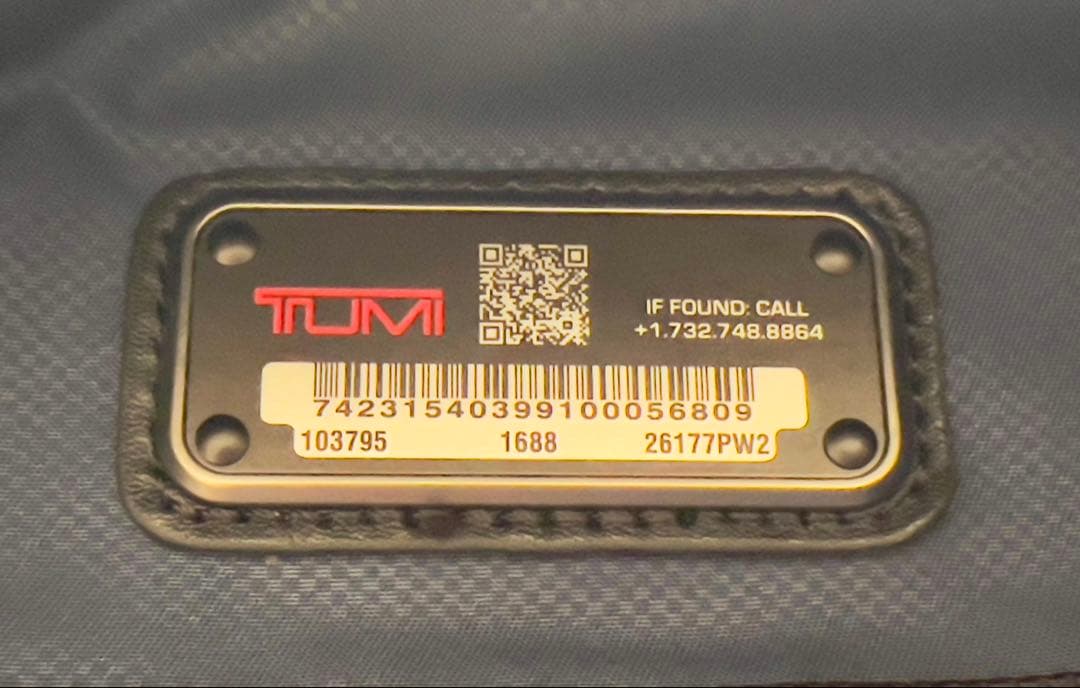 TUMI
IF FOUND: CALL
+1.732.748.8864
74231540399100056809
103795 1688 26177PW2